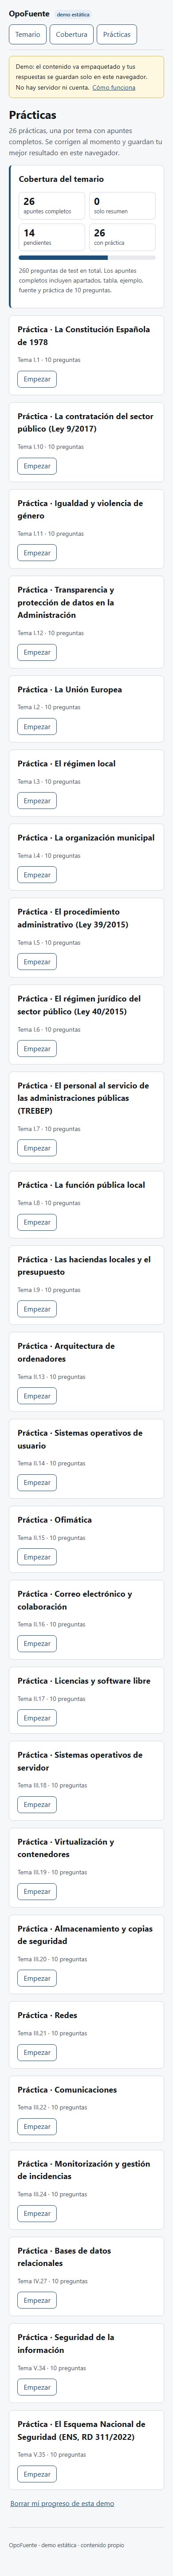 OpoFuente demo estática
Temario Cobertura Prácticas
Demo: el contenido va empaquetado y tus
respuestas se guardan solo en este navegador.
No hay servidor ni cuenta. Cómo funciona
Prácticas
26 prácticas, una por tema con apuntes
completos. Se corrigen al momento y guardan tu
mejor resultado en este navegador.
Cobertura del temario
26 0
apuntes completos solo resumen
14 26
pendientes con práctica
260 preguntas de test en total. Los apuntes
completos incluyen apartados, tabla, ejemplo,
fuente y práctica de 10 preguntas.
Práctica · La Constitución Española
de 1978
Tema I.1 · 10 preguntas
Empezar
Práctica · La contratación del sector
público (Ley 9/2017)
Tema I.10 · 10 preguntas
Empezar
Práctica · Igualdad y violencia de
género
Tema I.11 · 10 preguntas
Empezar
Práctica · Transparencia y
protección de datos en la
Administración
Tema I.12 · 10 preguntas
Empezar
Práctica · La Unión Europea
Tema I.2 · 10 preguntas
Empezar
Práctica · El régimen local
Tema I.3 · 10 preguntas
Empezar
Práctica · La organización municipal
Tema I.4 · 10 preguntas
Empezar
Práctica · El procedimiento
administrativo (Ley 39/2015)
Tema I.5 · 10 preguntas
Empezar
Práctica · El régimen jurídico del
sector público (Ley 40/2015)
Tema I.6 · 10 preguntas
Empezar
Práctica · El personal al servicio de
las administraciones públicas
(TREBEP)
Tema I.7 · 10 preguntas
Empezar
Práctica · La función pública local
Tema I.8 · 10 preguntas
Empezar
Práctica · Las haciendas locales y el
presupuesto
Tema I.9 · 10 preguntas
Empezar
Práctica · Arquitectura de
ordenadores
Tema II.13 · 10 preguntas
Empezar
Práctica · Sistemas operativos de
usuario
Tema II.14 · 10 preguntas
Empezar
Práctica · Ofimática
Tema II.15 · 10 preguntas
Empezar
Práctica · Correo electrónico y
colaboración
Tema II.16 · 10 preguntas
Empezar
Práctica · Licencias y software libre
Tema II.17 · 10 preguntas
Empezar
Práctica · Sistemas operativos de
servidor
Tema III.18 · 10 preguntas
Empezar
Práctica · Virtualización y
contenedores
Tema III.19 · 10 preguntas
Empezar
Práctica · Almacenamiento y copias
de seguridad
Tema III.20 · 10 preguntas
Empezar
Práctica · Redes
Tema III.21 · 10 preguntas
Empezar
Práctica · Comunicaciones
Tema III.22 · 10 preguntas
Empezar
Práctica · Monitorización y gestión
de incidencias
Tema III.24 · 10 preguntas
Empezar
Práctica · Bases de datos
relacionales
Tema IV.27 · 10 preguntas
Empezar
Práctica · Seguridad de la
información
Tema V.34 · 10 preguntas
Empezar
Práctica · El Esquema Nacional de
Seguridad (ENS, RD 311/2022)
Tema V.35 · 10 preguntas
Empezar
Borrar mi progreso de esta demo
OpoFuente · demo estática · contenido propio